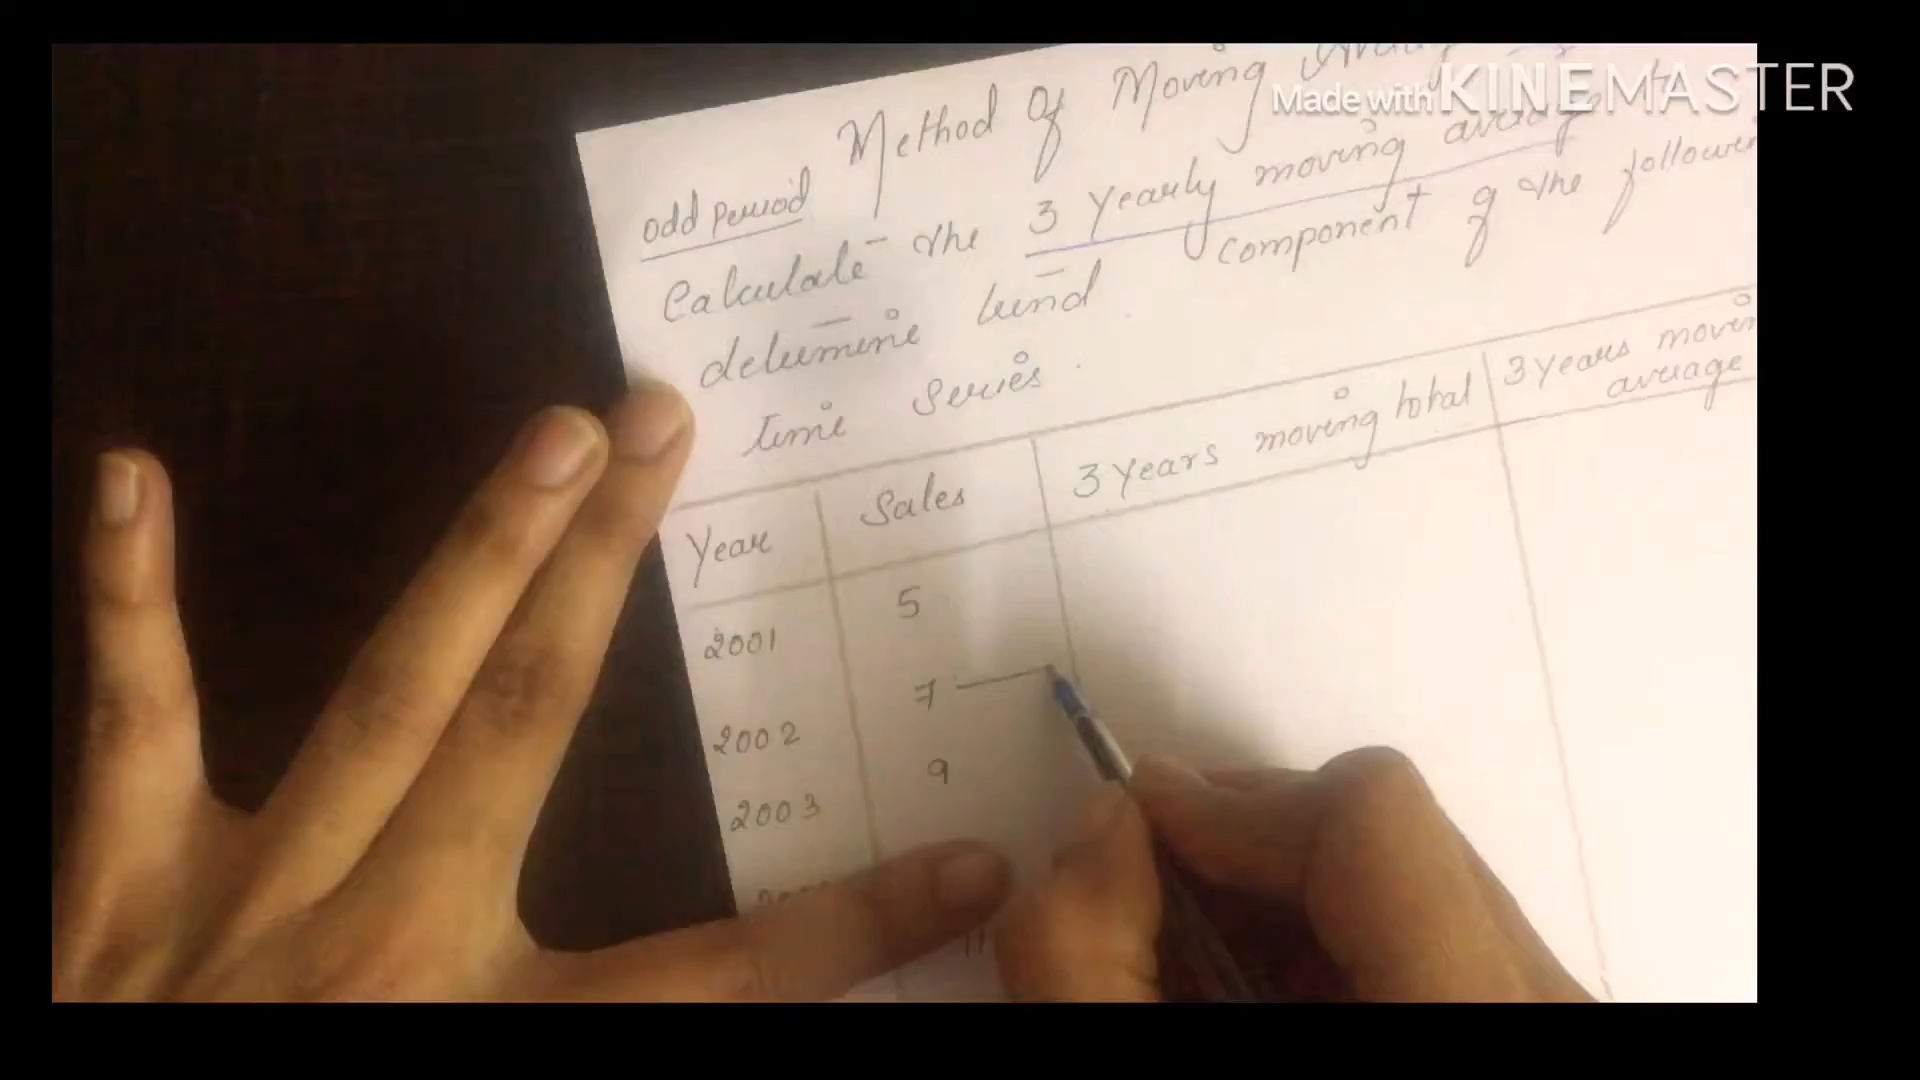 Made with KINEMASTER
Method of Moving
odd period
Calculate the 3 Yearly moving average
determine trend component of the
time series.
Year Sales 3 Years moving total 3 Years
average
2001 5
2002 7
2003 9